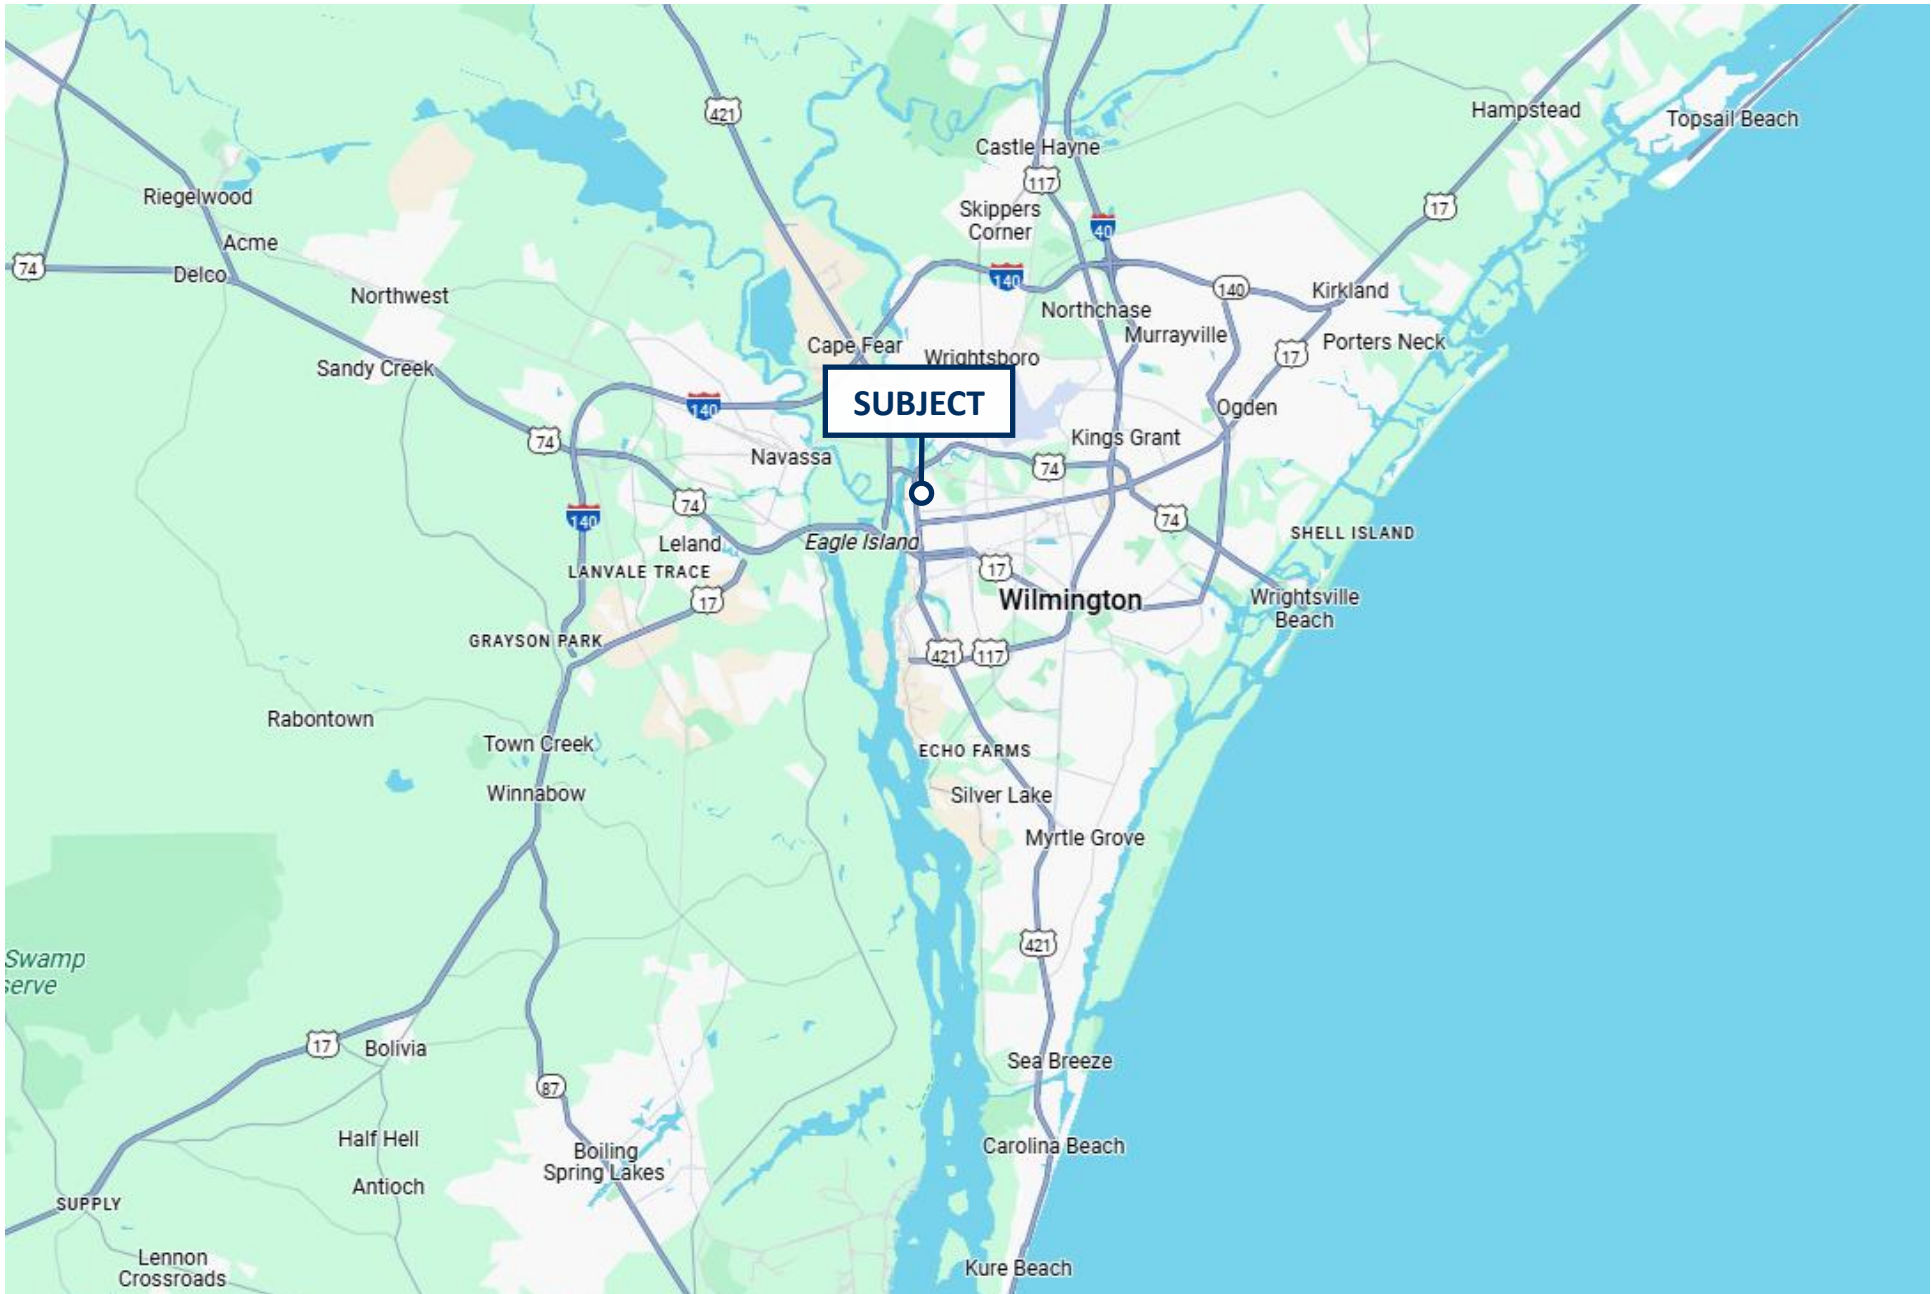 Hampstead
421
Topsail Beach
Castle Hayne
117
Riegelwood
Skippers
Corner
17
40
Acme
74
Delco
140
Northwest
140
Kirkland
Northchase
Murrayville
Cape Fear
Wrightsboro
Porters Neck
17
Sandy Creek
SUBJECT
140
Ogden
74
Kings Grant
Navassa
74
74
140
74
SHELL ISLAND
Leland
Eagle Island
LANVALE TRACE
17
17
Wilmington
Wrightsville
Beach
GRAYSON PARK
421
117
Rabontown
Town Creek
ECHO FARMS
Winnabow
Silver Lake
Myrtle Grove
421
Swamp
serve
17
Bolivia
Sea Breeze
87
Half Hell
Carolina Beach
Boiling
Spring Lakes
Antioch
SUPPLY
Lennon
Crossroads
Kure Beach